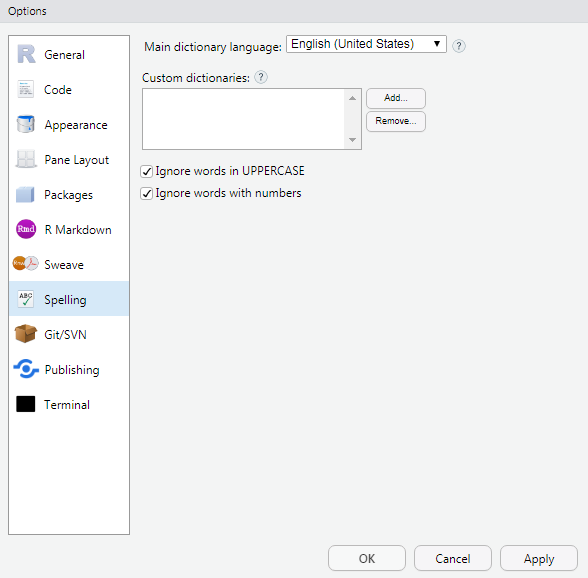 Options
General
Code
Appearance
Pane Layout
Packages
Rmd R Markdown
Rnw Sweave
ABC Spelling
Git/SVN
Publishing
Terminal
Main dictionary language: English (United States) ▼ ?
Custom dictionaries: ?
Add...
Remove...
Ignore words in UPPERCASE
Ignore words with numbers
OK Cancel Apply